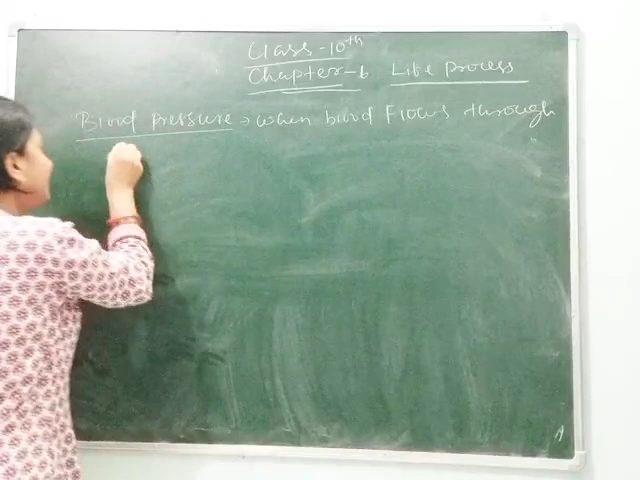 Class-10th
Chapter-6 Life Process
Blood pressure → When blood Flows through
A